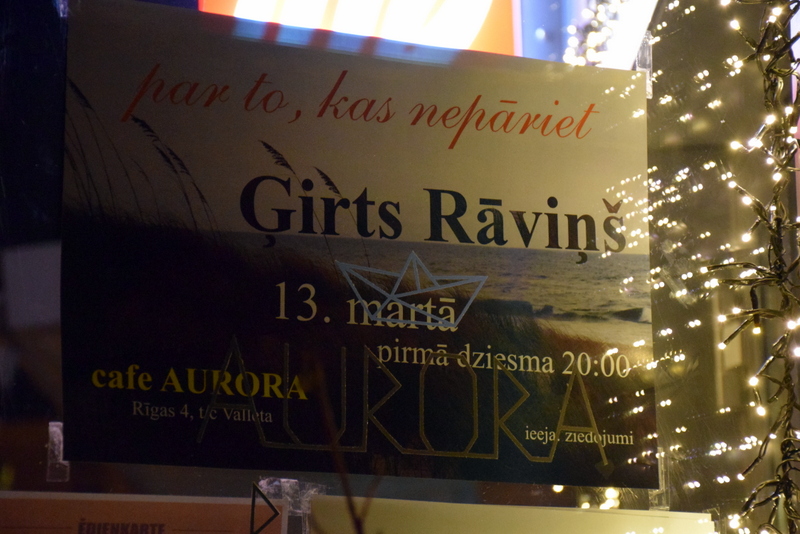 par to, kas nepāriet
Ģirts Rāviņš
13. martā
pirmā dziesma 20:00
cafe AURORA
Rīgas 4, t/c Valleta
AURORA
ieeja: ziedojumi
ĒDIENKARTE